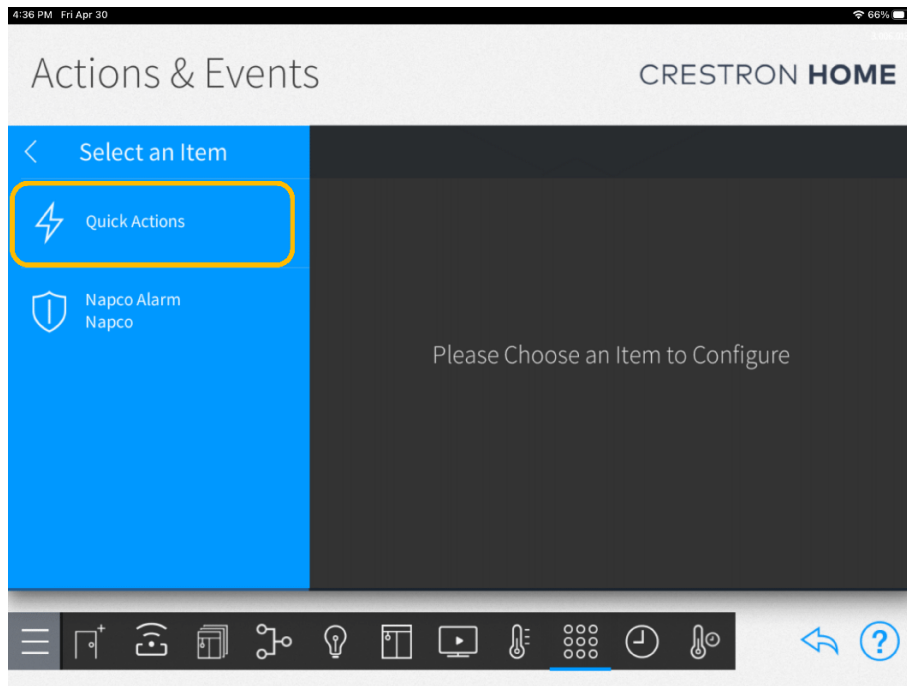 4:36 PM Fri Apr 30
66%
Actions & Events
CRESTRON HOME
Select an Item
Quick Actions
Napco Alarm
Napco
Please Choose an Item to Configure
?